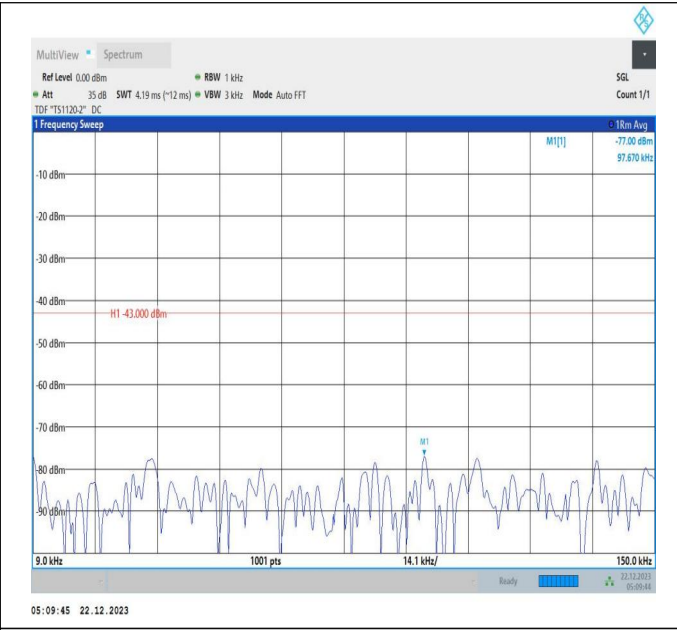 R&S
MultiView Spectrum
Ref Level 0.00 dBm RBW 1 kHz SGL
Att 35 dB SWT 4.19 ms (~12 ms) VBW 3 kHz Mode Auto FFT Count 1/1
TDF "TS1120-2" DC
1 Frequency Sweep 1Rm Avg
M1[1] -77.00 dBm
97.670 kHz
-10 dBm
-20 dBm
-30 dBm
-40 dBm
H1 -43.000 dBm
-50 dBm
-60 dBm
-70 dBm
M1
-80 dBm
-90 dBm
9.0 kHz 1001 pts 14.1 kHz/ 150.0 kHz
Ready 22.12.2023
05:09:44
05:09:45 22.12.2023